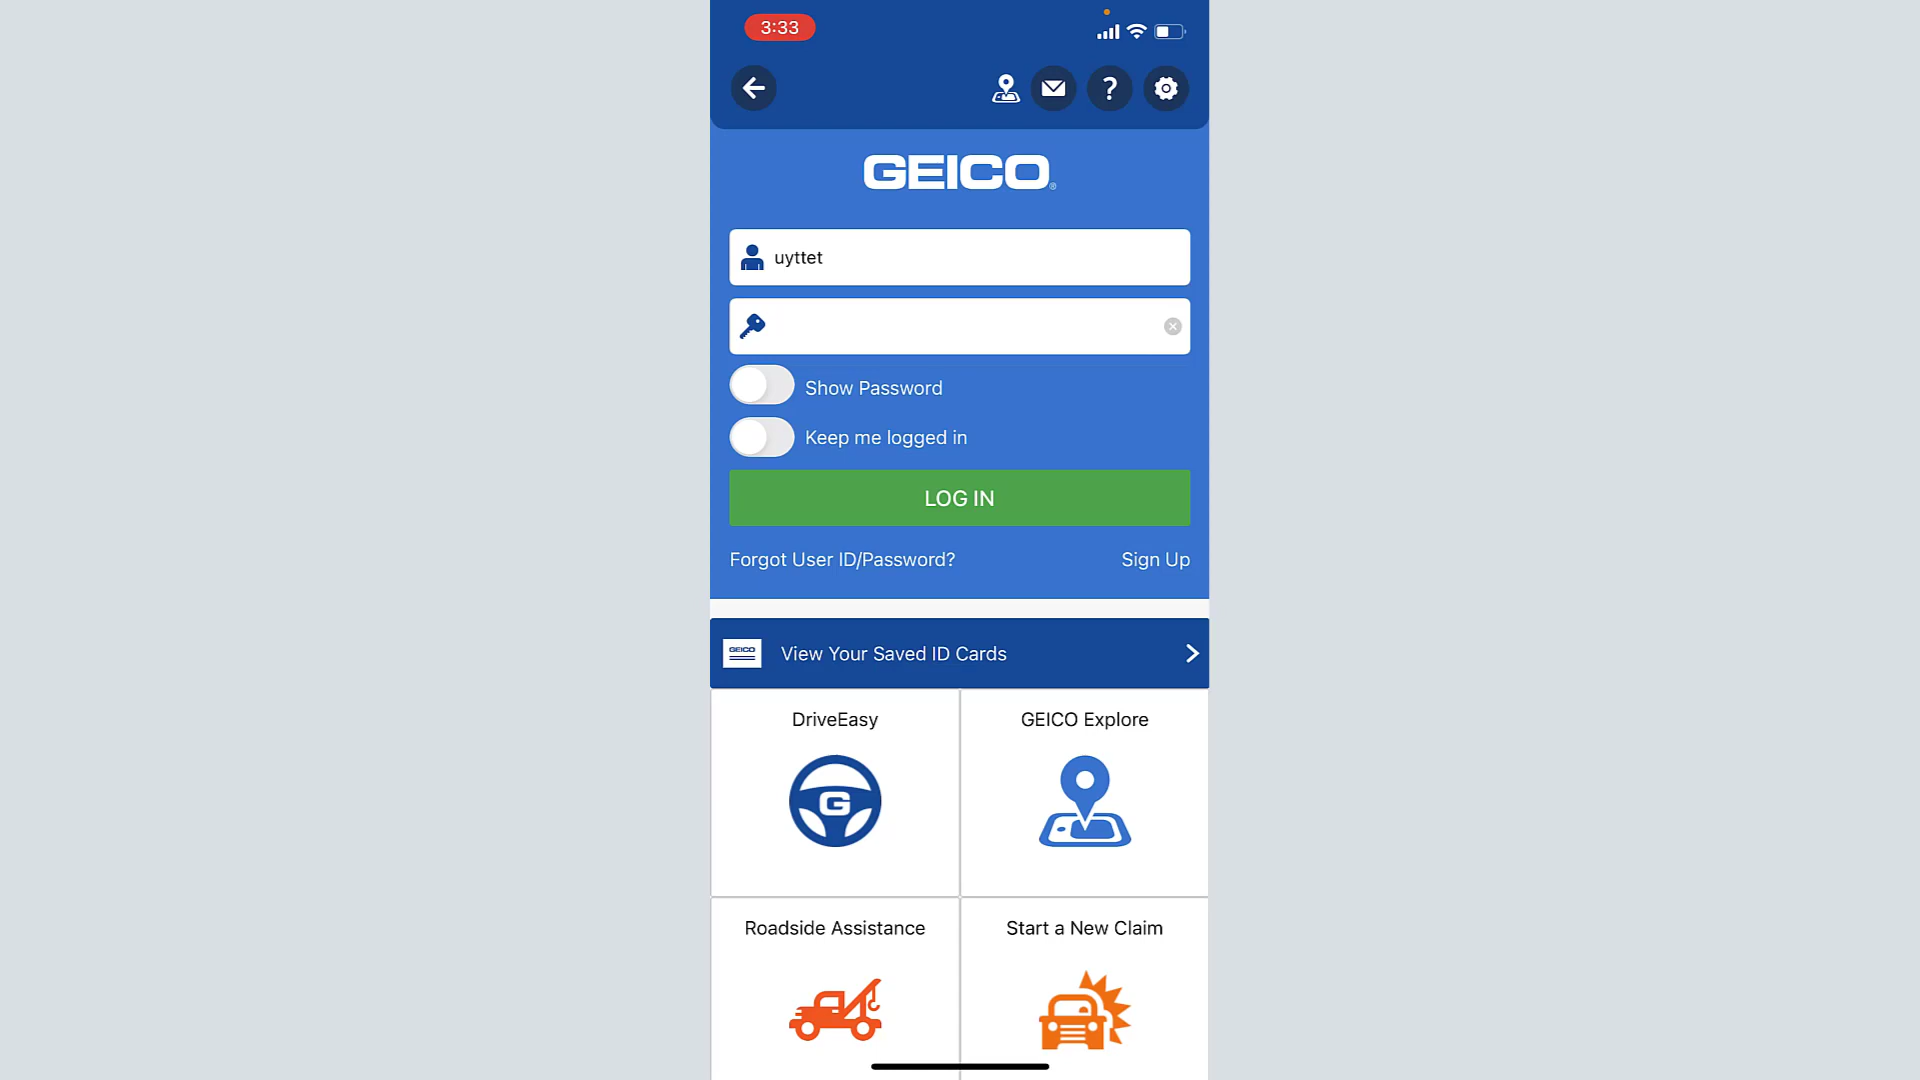 3:33
?
GEICO®
uyttet
Show Password
Keep me logged in
LOG IN
Forgot User ID/Password?
Sign Up
GEICO
View Your Saved ID Cards
DriveEasy
GEICO Explore
G
Roadside Assistance
Start a New Claim